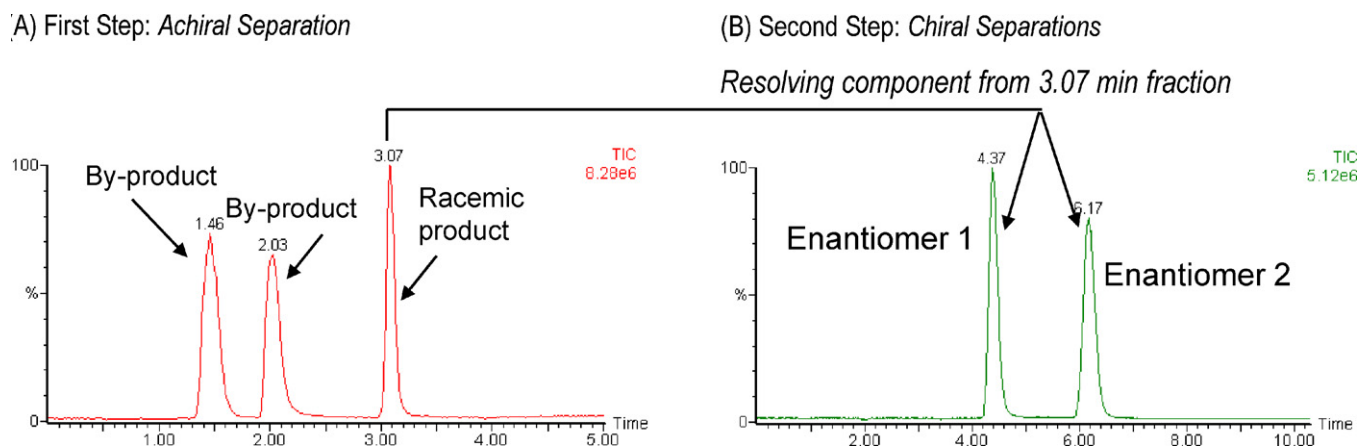 (A) First Step: Achiral Separation
(B) Second Step: Chiral Separations
Resolving component from 3.07 min fraction
3.07
TIC
8.28e6
100
By-product
By-product
1.46
2.03
Racemic
product
%
0
1.00
2.00
3.00
4.00
5.00
Time
4.37
TIC
5.12e6
100
6.17
Enantiomer 1
Enantiomer 2
%
0
2.00
4.00
6.00
8.00
10.00
Time